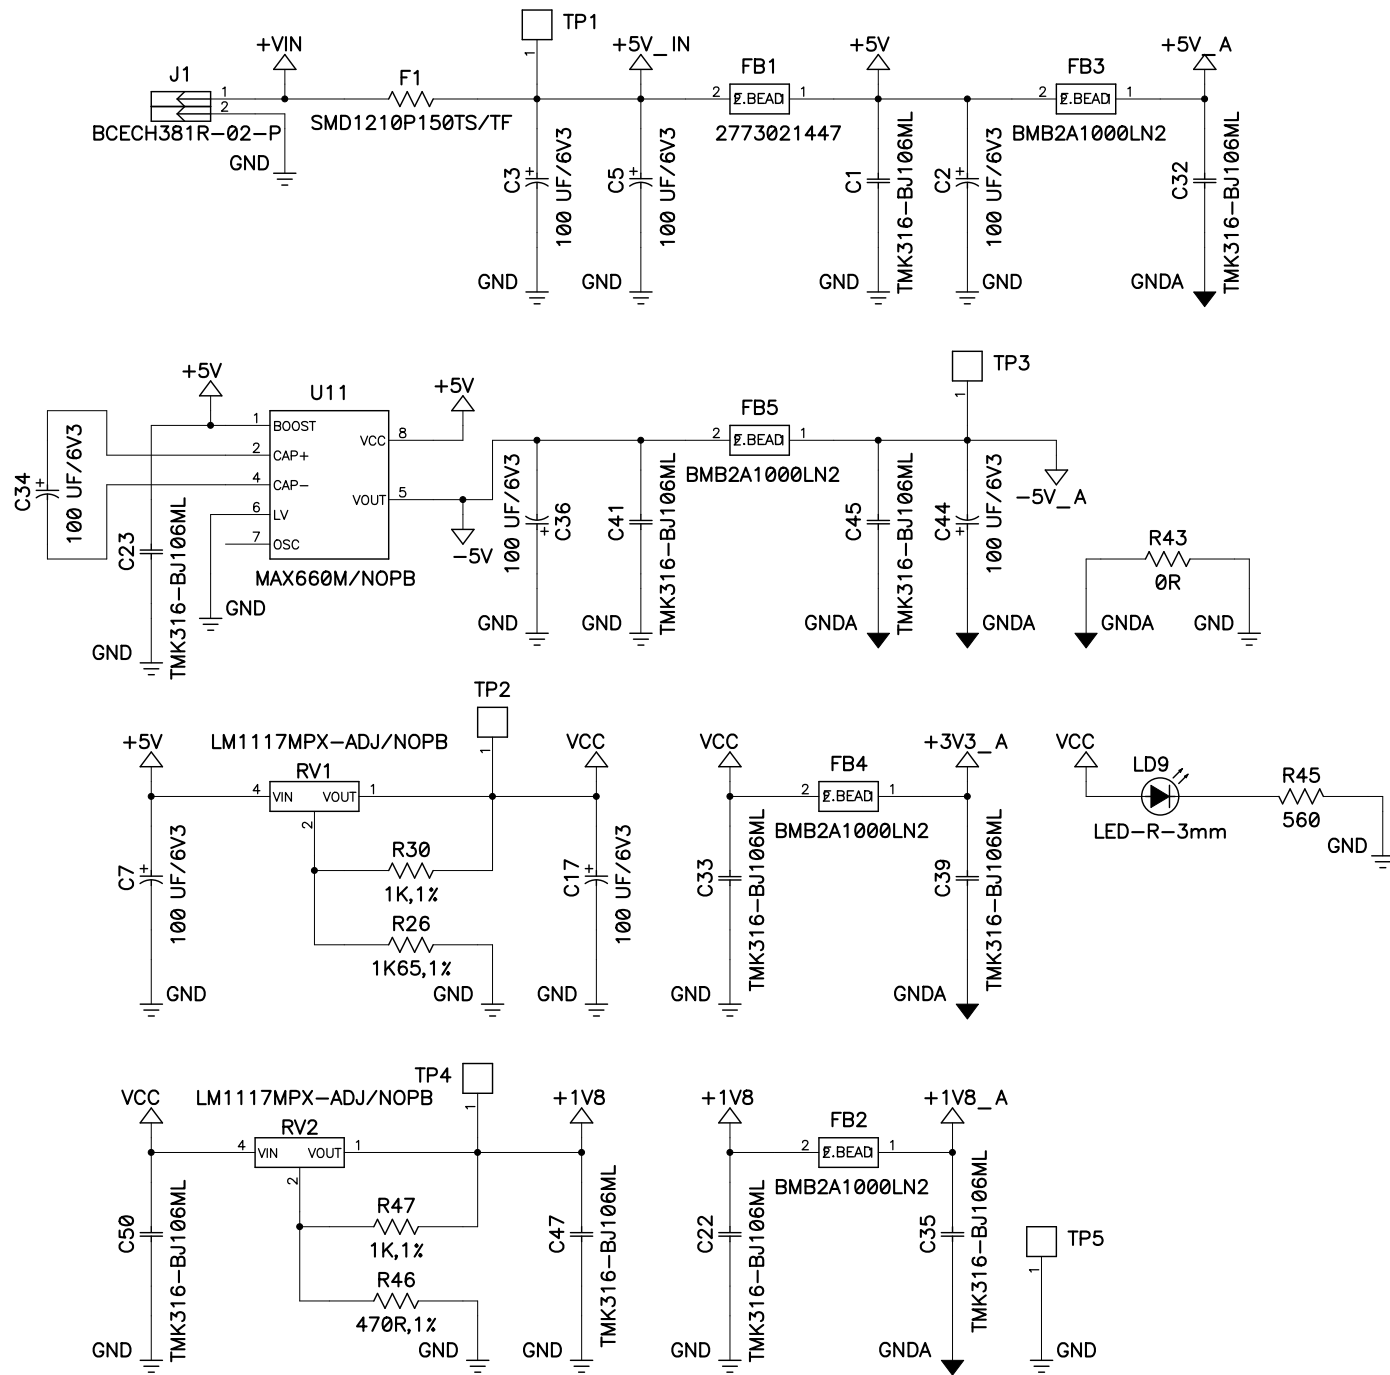 TP1
1
+VIN
+5V_IN
+5V
+5V_A
J1
1
2
BCECH381R-02-P
GND
F1
SMD1210P150TS/TF
FB1
2 1
2773021447
FB3
2 1
BMB2A1000LN2
C3
+
100 UF/6V3
C5
+
100 UF/6V3
C1
TMK316-BJ106ML
C2
+
100 UF/6V3
C32
TMK316-BJ106ML
GND
GND
GND
GND
GNDA
TP3
1
+5V
U11
+5V
1 BOOST
2 CAP+
4 CAP-
6 LV
7 OSC
VCC 8
VOUT 5
MAX660M/NOPB
-5V
C34
+
100 UF/6V3
C23
TMK316-BJ106ML
GND
GND
FB5
2 1
BMB2A1000LN2
100 UF/6V3
C36
+
C41
TMK316-BJ106ML
C45
TMK316-BJ106ML
C44
+
100 UF/6V3
-5V_A
GND
GND
GNDA
GNDA
R43
0R
GNDA
GND
TP2
1
+5V
LM1117MPX-ADJ/NOPB
RV1
4 VIN VOUT 1
2
VCC
R30
1K,1%
R26
1K65,1%
C7
+
100 UF/6V3
C17
+
100 UF/6V3
GND
GND
GND
VCC
FB4
2 1
BMB2A1000LN2
+3V3_A
C33
TMK316-BJ106ML
C39
TMK316-BJ106ML
GND
GNDA
VCC
LD9
LED-R-3mm
R45
560
GND
TP4
1
VCC
LM1117MPX-ADJ/NOPB
RV2
4 VIN VOUT 1
2
+1V8
R47
1K,1%
R46
470R,1%
C50
TMK316-BJ106ML
C47
TMK316-BJ106ML
GND
GND
GND
+1V8
FB2
2 1
BMB2A1000LN2
+1V8_A
C22
TMK316-BJ106ML
C35
TMK316-BJ106ML
GND
GNDA
TP5
1
GND